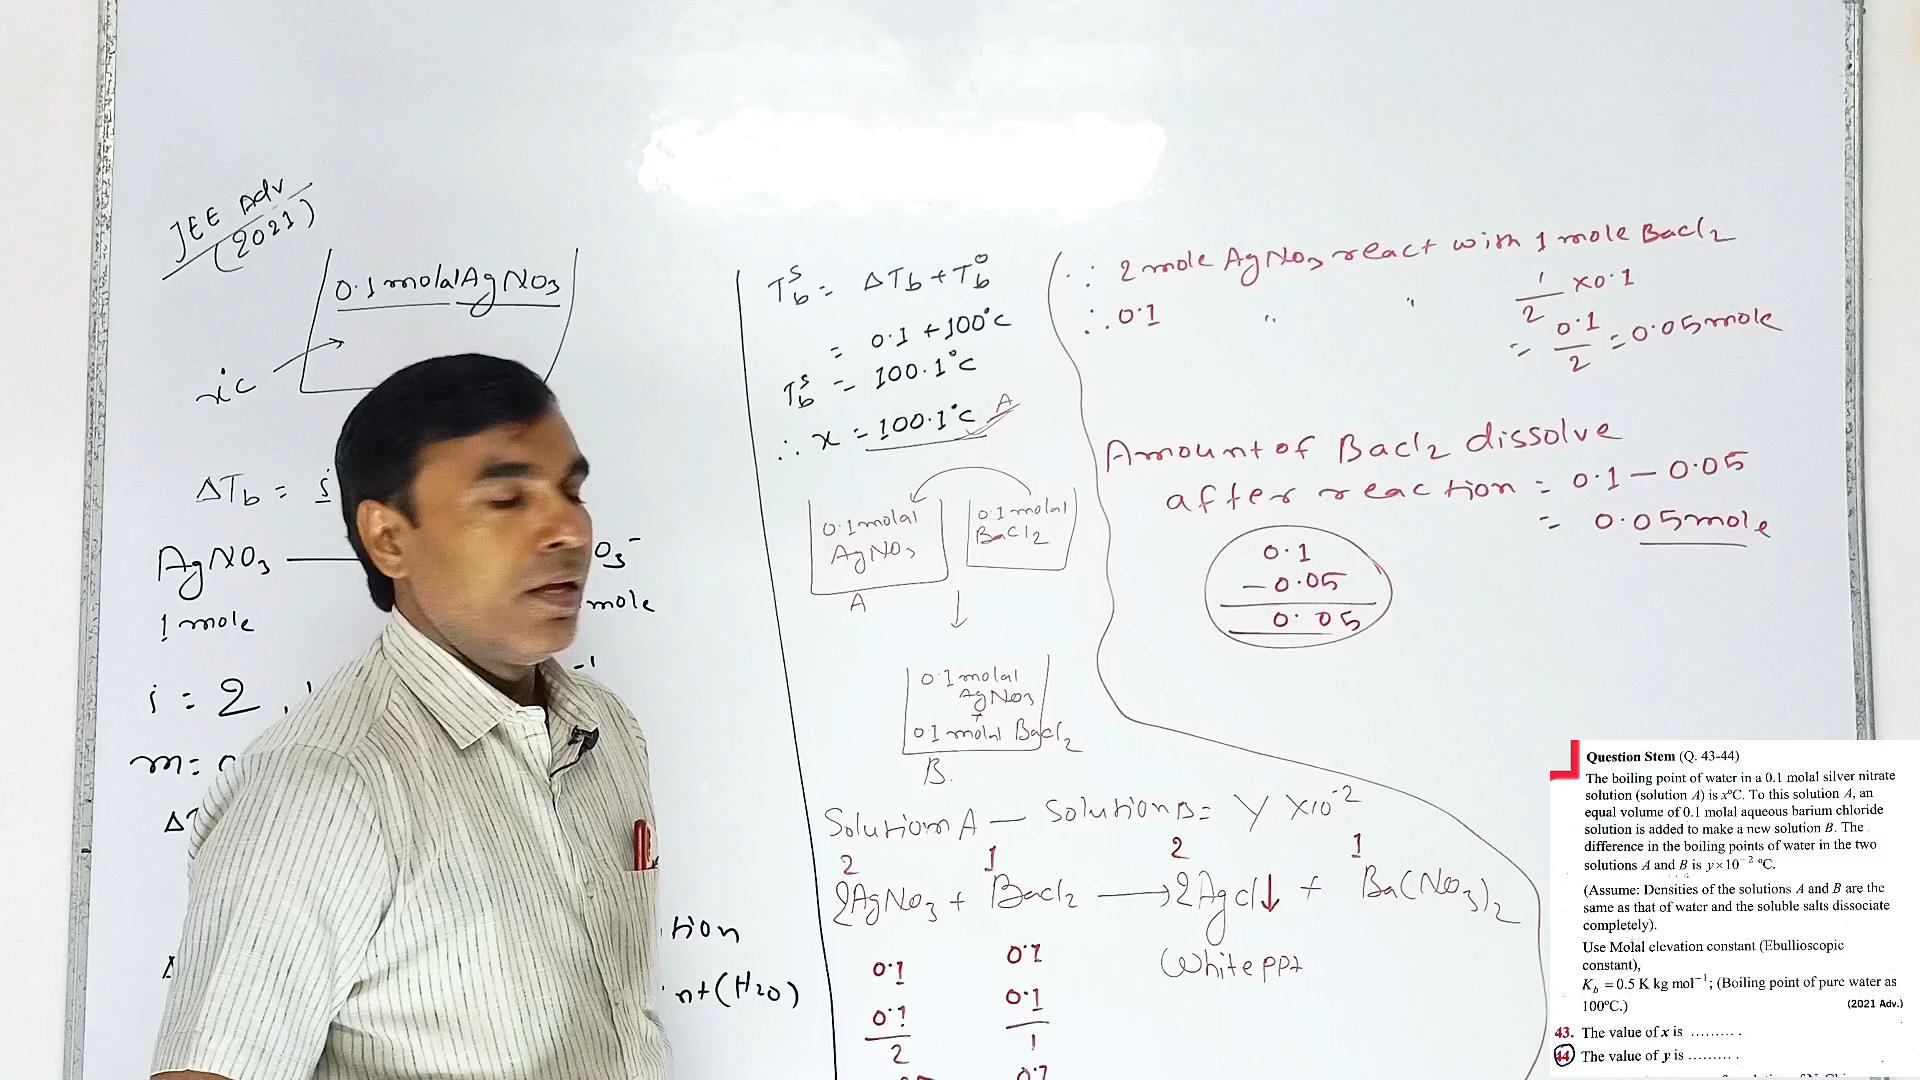 JEE Adv
(2021)
0.1 molal AgNO3
x°C
ΔTb =
AgNO3 —
O3-
1 mole
mole
i = 2
-1
m =
tion
nt (H2O)
Tb^s = ΔTb + Tb^o
= 0.1 + 100°C
Tb^s = 100.1°C
∴ x = 100.1°C A
0.1 molal
AgNO3
A
0.1 molal
BaCl2
↓
0.1 molal
AgNO3
+
0.1 molal BaCl2
B.
Solution A — Solution B = Y × 10^-2
2 1 2 1
2AgNO3 + BaCl2 → 2AgCl↓ + Ba(NO3)2
White ppt
0.1 0.1
0.1 0.1
2 1
∵ 2 mole AgNO3 react with 1 mole BaCl2
∴ 0.1 " " 1/2 × 0.1
= 0.1/2 = 0.05 mole
Amount of BaCl2 dissolve
after reaction = 0.1 – 0.05
= 0.05 mole
0.1
– 0.05
0.05
Question Stem (Q. 43-44)
The boiling point of water in a 0.1 molal silver nitrate
solution (solution A) is x°C. To this solution A, an
equal volume of 0.1 molal aqueous barium chloride
solution is added to make a new solution B. The
difference in the boiling points of water in the two
solutions A and B is y×10^-2 °C.
(Assume: Densities of the solutions A and B are the
same as that of water and the soluble salts dissociate
completely).
Use Molal elevation constant (Ebullioscopic
constant),
Kb = 0.5 K kg mol^-1; (Boiling point of pure water as
100°C.) (2021 Adv.)
43. The value of x is ..........
44 The value of y is ..........